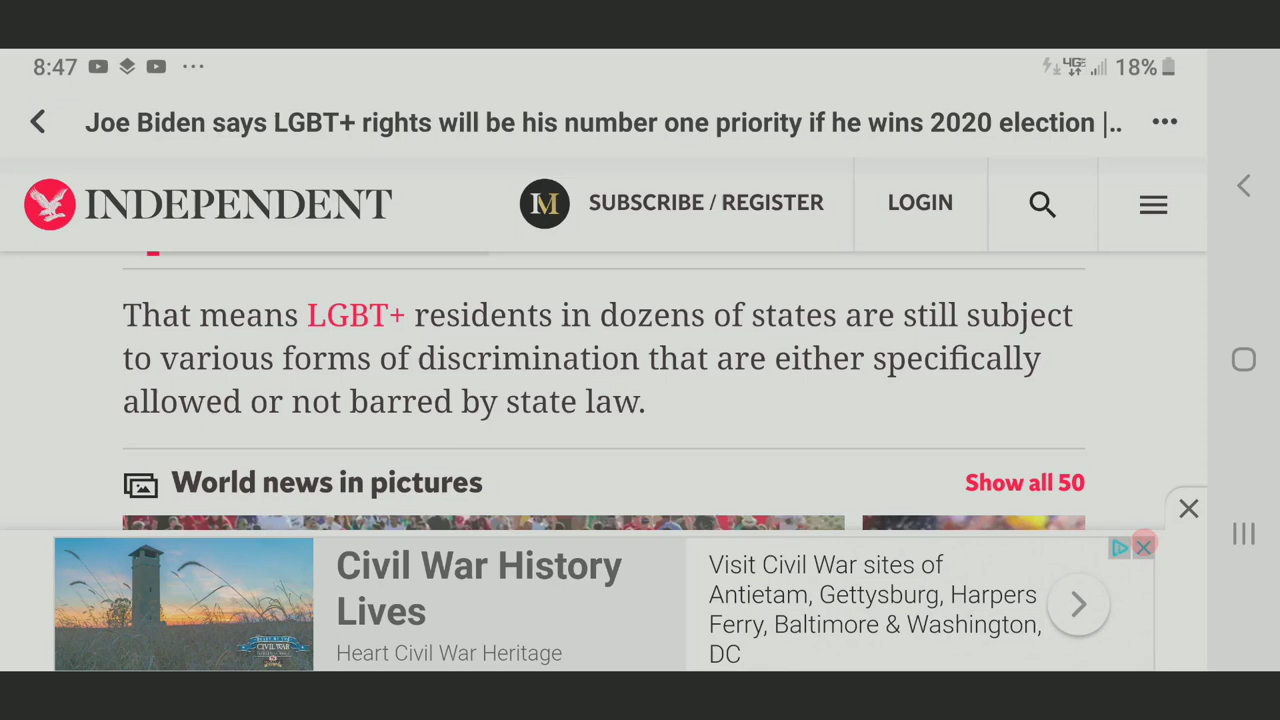 8:47
4GE 18%
Joe Biden says LGBT+ rights will be his number one priority if he wins 2020 election |..
INDEPENDENT
M SUBSCRIBE / REGISTER
LOGIN
That means LGBT+ residents in dozens of states are still subject
to various forms of discrimination that are either specifically
allowed or not barred by state law.
World news in pictures
Show all 50
Civil War History
Lives
Heart Civil War Heritage
Visit Civil War sites of
Antietam, Gettysburg, Harpers
Ferry, Baltimore & Washington,
DC